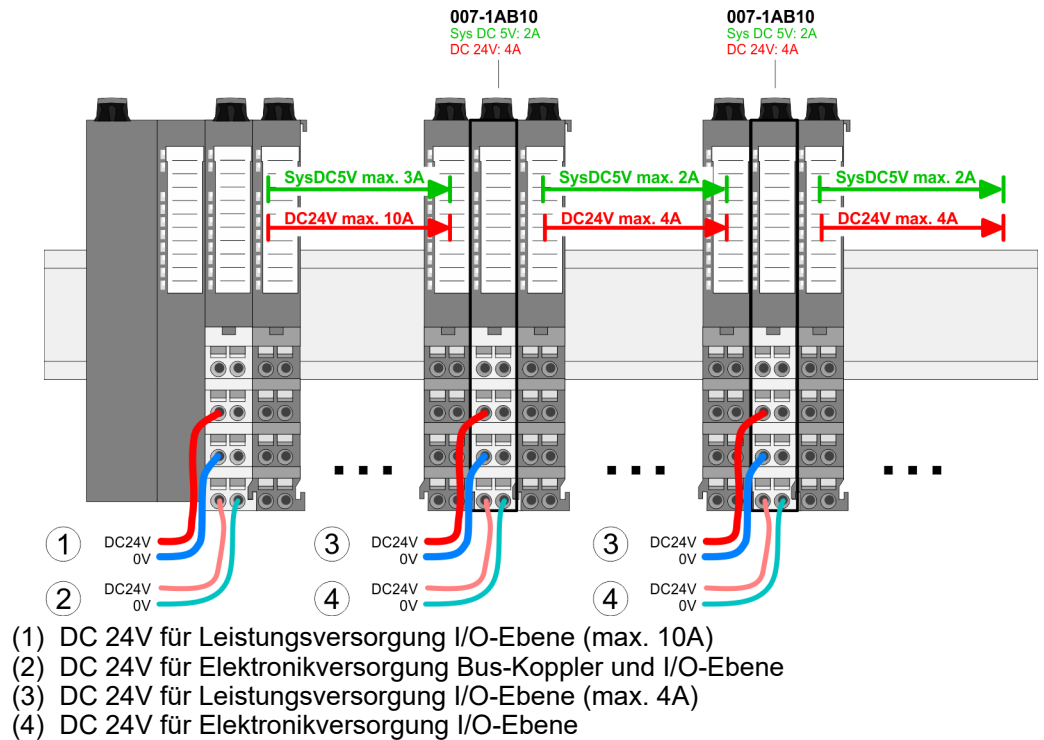 007-1AB10
Sys DC 5V: 2A
DC 24V: 4A
007-1AB10
Sys DC 5V: 2A
DC 24V: 4A
SysDC5V max. 3A
SysDC5V max. 2A
SysDC5V max. 2A
DC24V max. 10A
DC24V max. 4A
DC24V max. 4A
1 DC24V
0V
2 DC24V
0V
3 DC24V
0V
4 DC24V
0V
3 DC24V
0V
4 DC24V
0V
(1) DC 24V für Leistungsversorgung I/O-Ebene (max. 10A)
(2) DC 24V für Elektronikversorgung Bus-Koppler und I/O-Ebene
(3) DC 24V für Leistungsversorgung I/O-Ebene (max. 4A)
(4) DC 24V für Elektronikversorgung I/O-Ebene